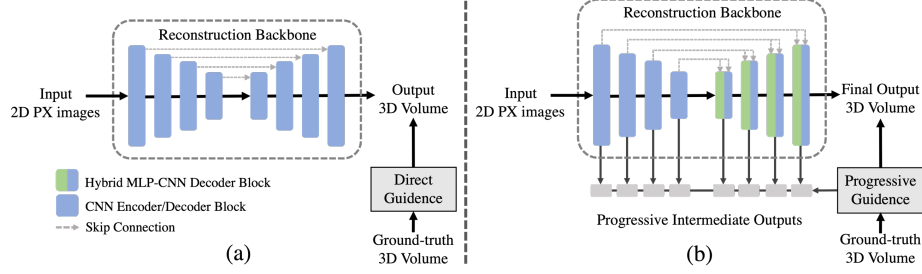 Reconstruction Backbone
Input
2D PX images
Output
3D Volume
Hybrid MLP-CNN Decoder Block
CNN Encoder/Decoder Block
Skip Connection
Direct
Guidence
Ground-truth
3D Volume
(a)
Reconstruction Backbone
Input
2D PX images
Final Output
3D Volume
Progressive
Guidence
Progressive Intermediate Outputs
Ground-truth
3D Volume
(b)